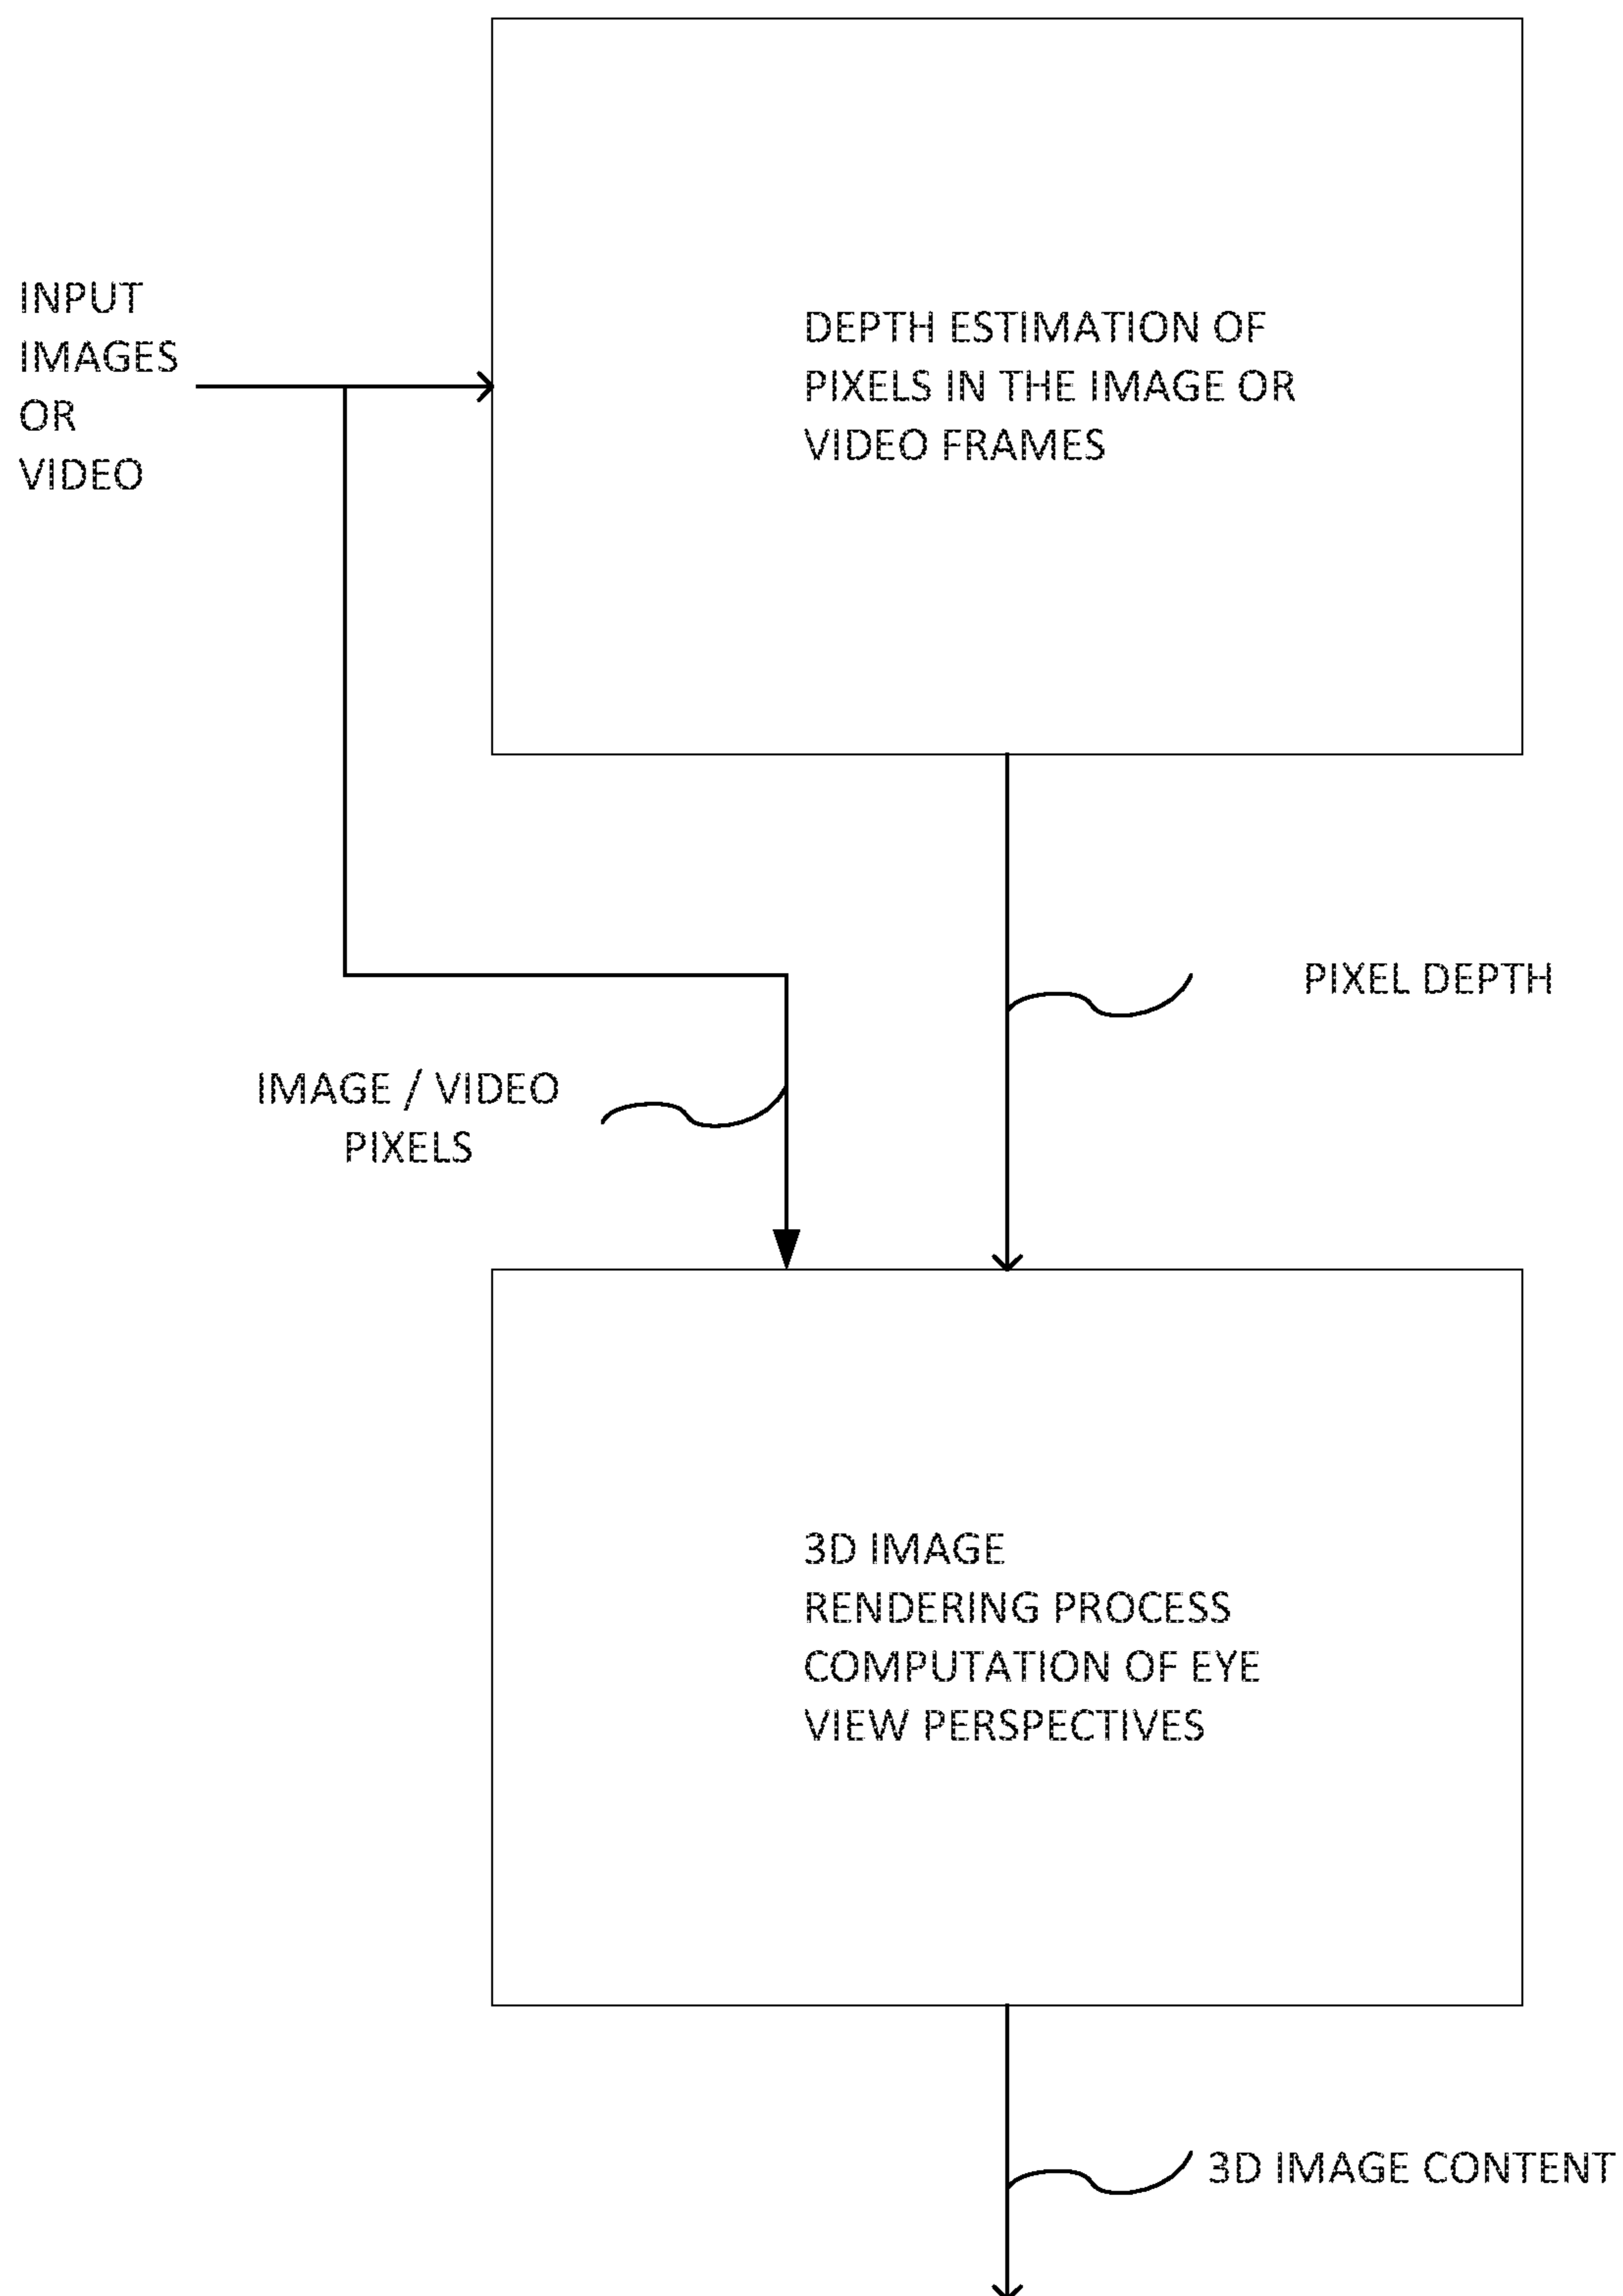 INPUT
IMAGES
OR
VIDEO
DEPTH ESTIMATION OF
PIXELS IN THE IMAGE OR
VIDEO FRAMES
PIXEL DEPTH
IMAGE / VIDEO
PIXELS
3D IMAGE
RENDERING PROCESS
COMPUTATION OF EYE
VIEW PERSPECTIVES
3D IMAGE CONTENT